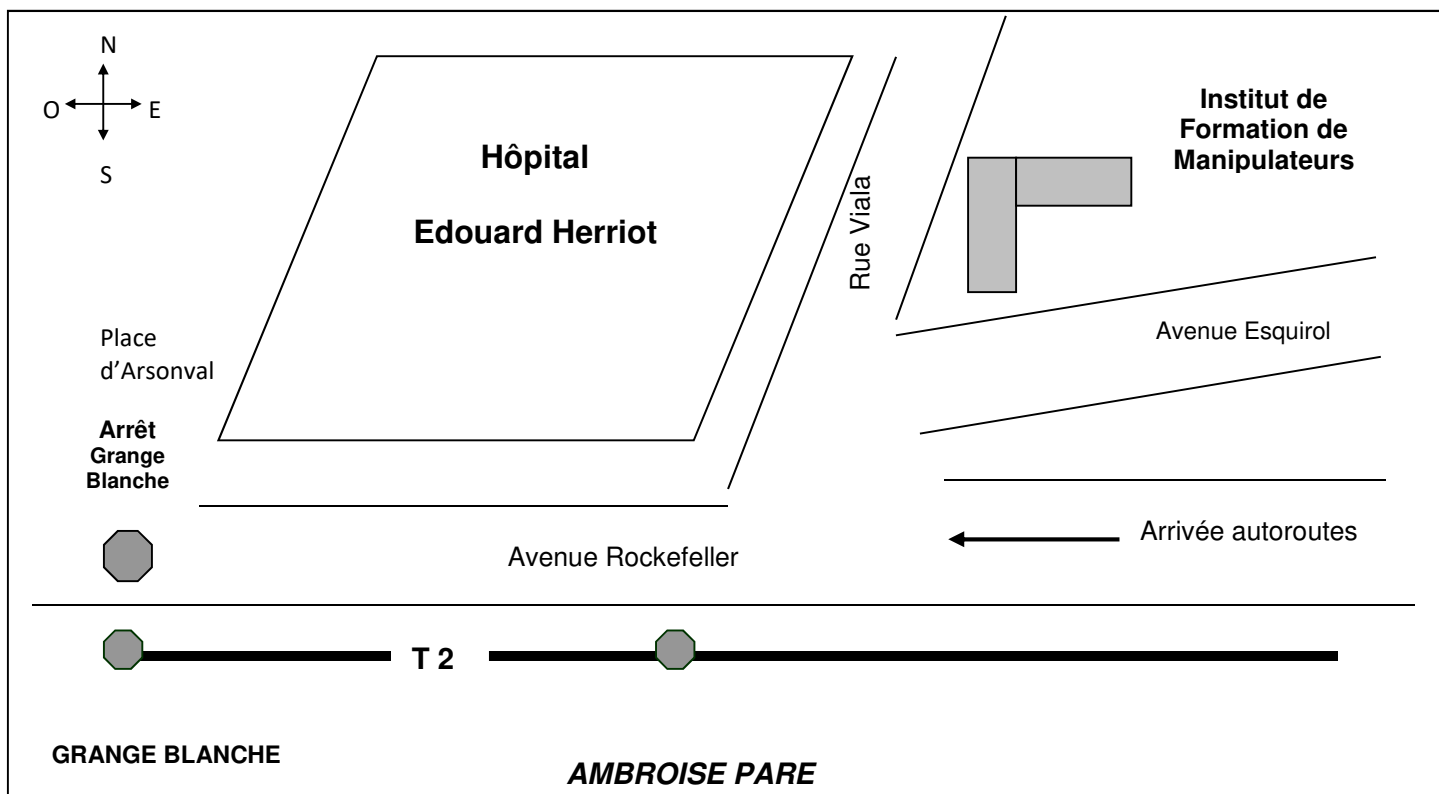 N
O E
S
Hôpital
Edouard Herriot
Rue Viala
Institut de
Formation de
Manipulateurs
Avenue Esquirol
Place
d'Arsonval
Arrêt
Grange
Blanche
Arrivée autoroutes
Avenue Rockefeller
T 2
GRANGE BLANCHE
AMBROISE PARE